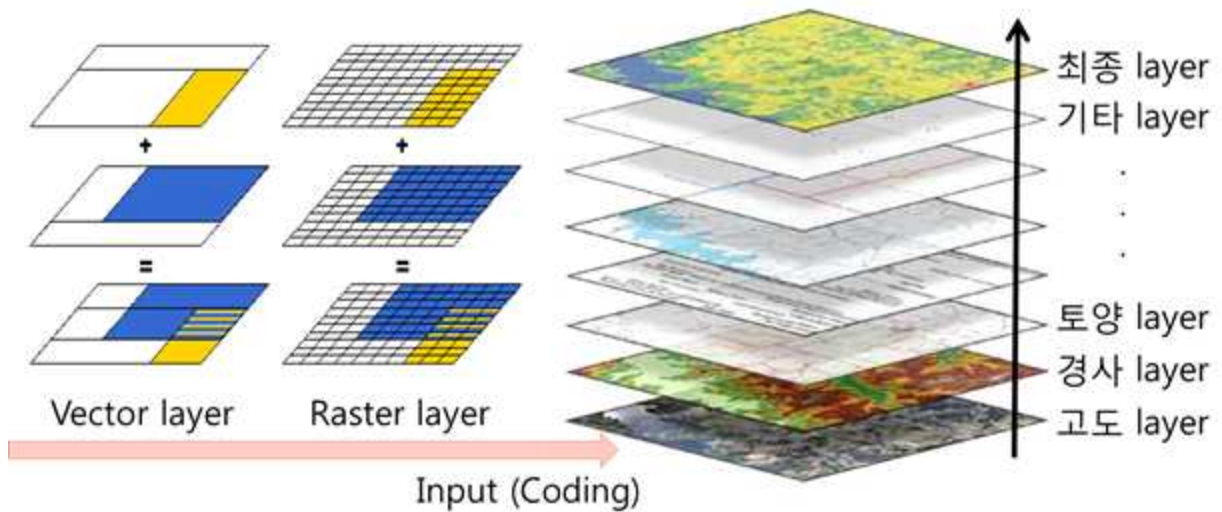 +
+
=
=
Vector layer
Raster layer
Input (Coding)
최종 layer
기타 layer
.
.
.
토양 layer
경사 layer
고도 layer